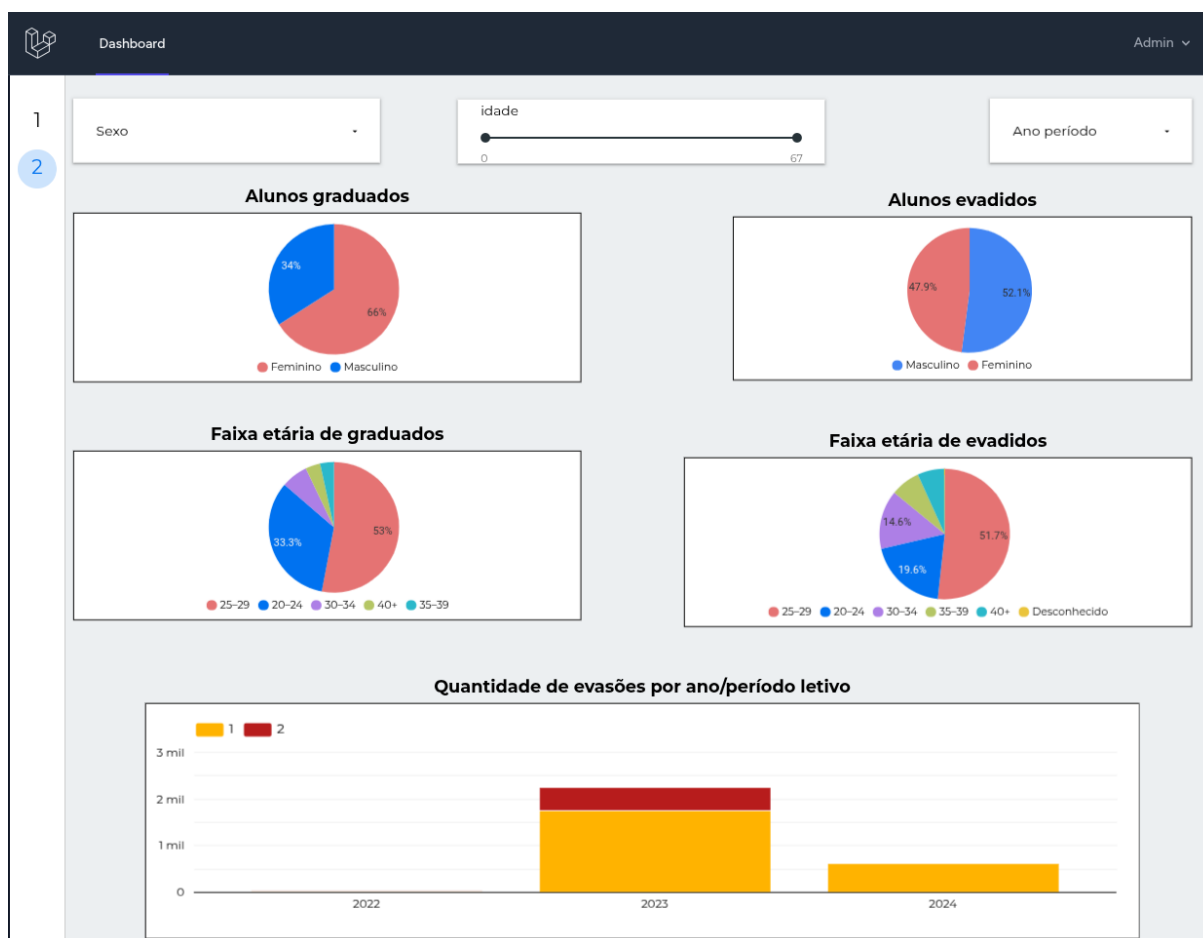 Dashboard
Admin
1
2
Sexo
idade
0
67
Ano período
Alunos graduados
34%
66%
Feminino Masculino
Alunos evadidos
47.9%
52.1%
Masculino Feminino
Faixa etária de graduados
53%
33.3%
25–29 20–24 30–34 40+ 35–39
Faixa etária de evadidos
14.6%
51.7%
19.6%
25–29 20–24 30–34 35–39 40+ Desconhecido
Quantidade de evasões por ano/período letivo
1 2
3 mil
2 mil
1 mil
0
2022 2023 2024